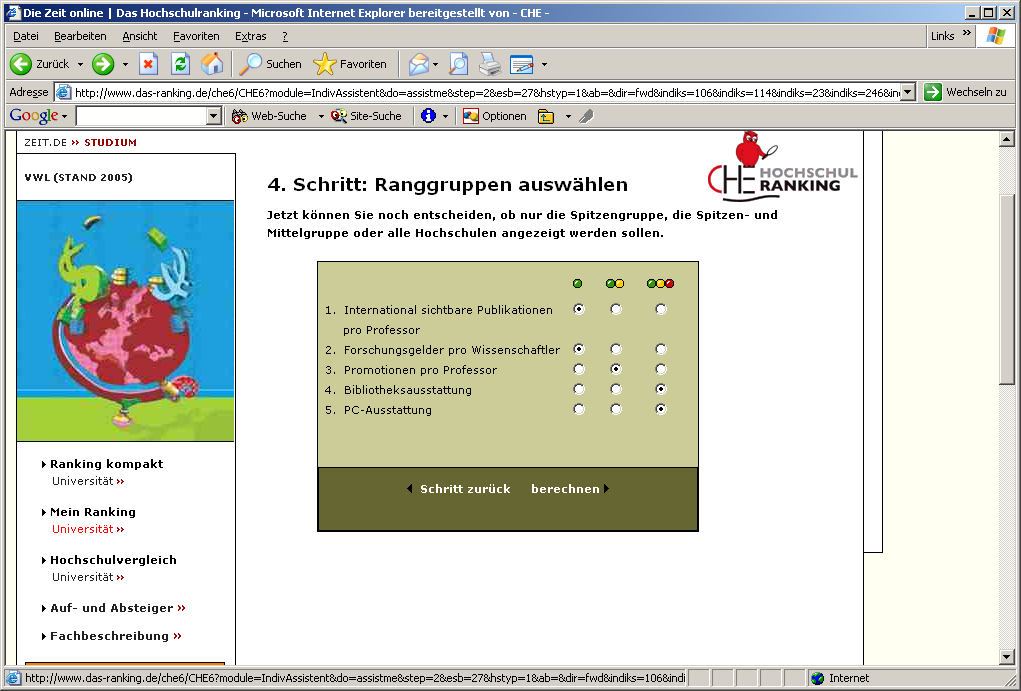 Die Zeit online | Das Hochschulranking - Microsoft Internet Explorer bereitgestellt von - CHE -
Datei Bearbeiten Ansicht Favoriten Extras ? Links »
Zurück Suchen Favoriten
Adresse http://www.das-ranking.de/che6/CHE6?module=IndivAssistent&do=assistme&step=2&esb=27&hstyp=1&ab=&dir=fwd&indiks=106&indiks=114&indiks=23&indiks=246&in Wechseln zu
Google Web-Suche Site-Suche Optionen
ZEIT.DE >> STUDIUM
VWL (STAND 2005)
CHE HOCHSCHUL
RANKING
4. Schritt: Ranggruppen auswählen
Jetzt können Sie noch entscheiden, ob nur die Spitzengruppe, die Spitzen- und
Mittelgruppe oder alle Hochschulen angezeigt werden sollen.
1. International sichtbare Publikationen
pro Professor
2. Forschungsgelder pro Wissenschaftler
3. Promotionen pro Professor
4. Bibliotheksausstattung
5. PC-Ausstattung
Schritt zurück berechnen
Ranking kompakt
Universität >>
Mein Ranking
Universität >>
Hochschulvergleich
Universität >>
Auf- und Absteiger >>
Fachbeschreibung >>
http://www.das-ranking.de/che6/CHE6?module=IndivAssistent&do=assistme&step=2&esb=27&hstyp=1&ab=&dir=fwd&indiks=106&indi Internet